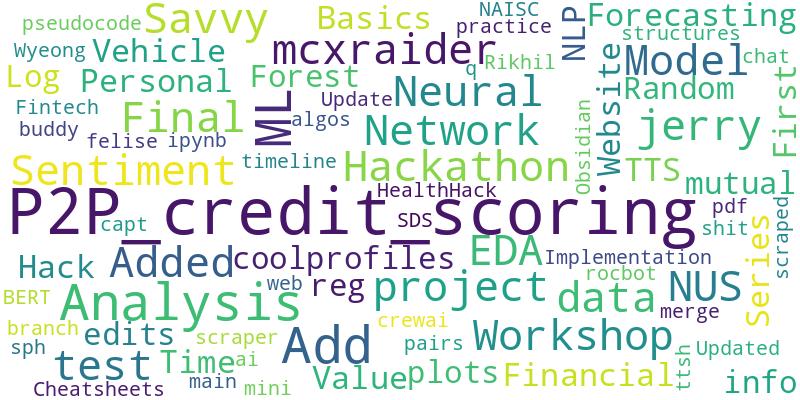 pseudocode Savvy Basics NAISC Forecasting
practice NLP structures
Wyeong Vehicle mcxraider Rikhil Model chat
Log Personal Forest q Website Random First
Fintech Final ML Update Neural
buddy felise ipynb algos Network Obsidian jerry
Sentiment timeline Hackathon TTS mutual
P2P_credit_scoring HealthHack
capt SDS pdf shit scraped
Hack Added coolprofiles EDA Implementation Series
BERT Analysis web reg project rocbot data NUS
branch edits scraper crewai merge
sph test Time ai Add pairs Workshop Updated
Cheatsheets main mini Value plots Financial ttsh info